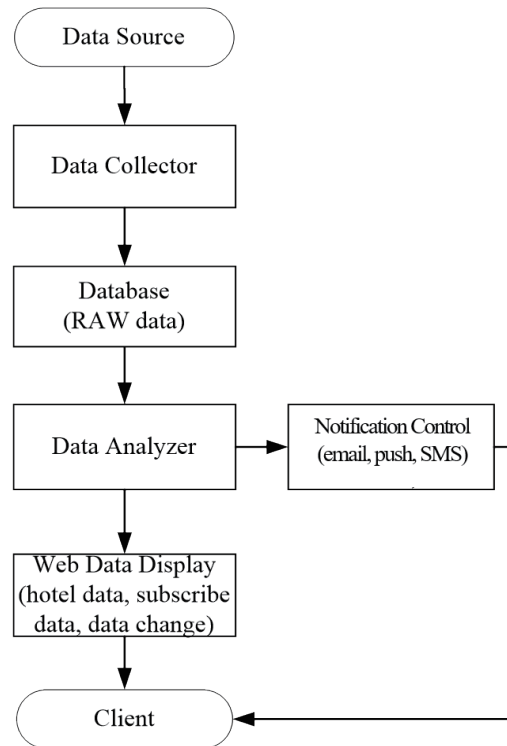 Data Source
Data Collector
Database
(RAW data)
Data Analyzer
Notification Control
(email, push, SMS)
Web Data Display
(hotel data, subscribe
data, data change)
Client